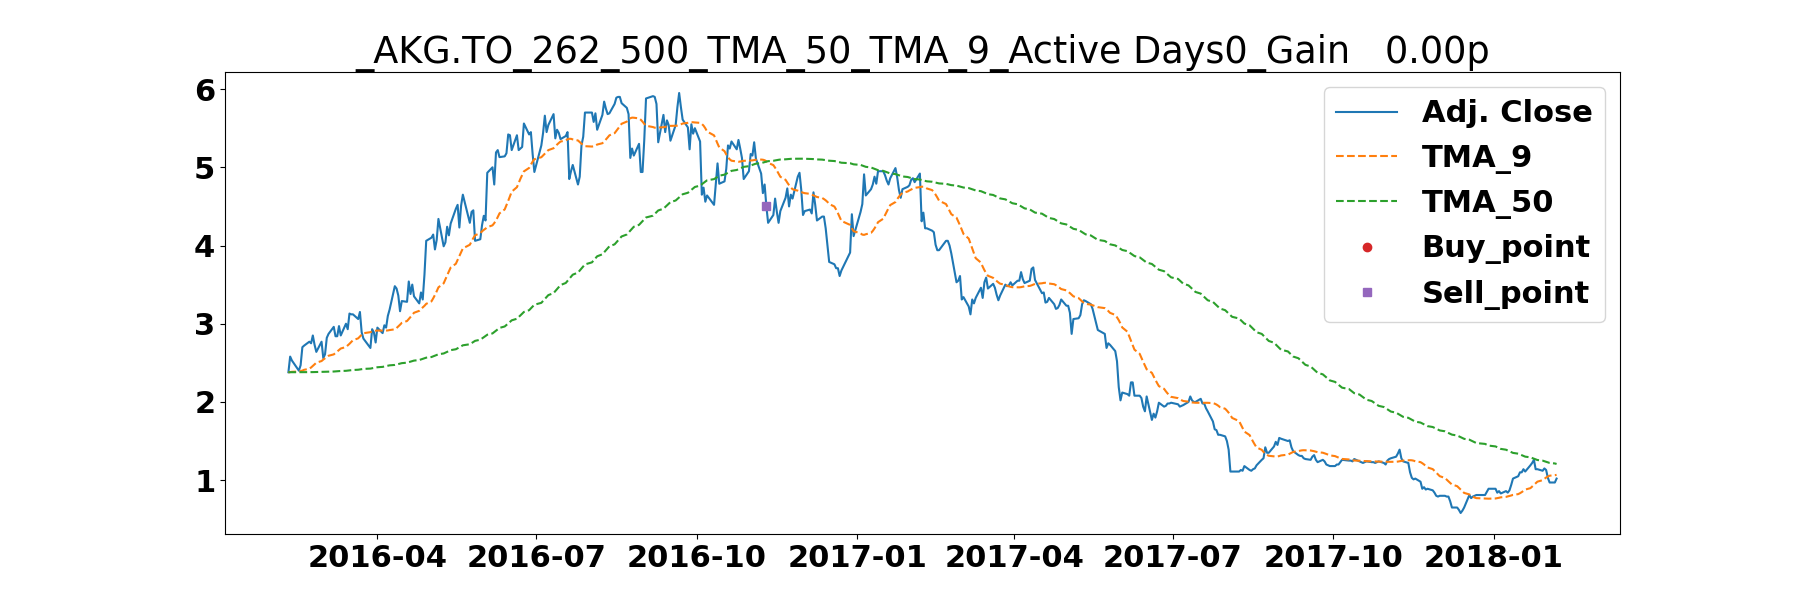 _AKG.TO_262_500_TMA_50_TMA_9_Active Days0_Gain   0.00p
6
5
4
3
2
1
Adj. Close
TMA_9
TMA_50
Buy_point
Sell_point
2016-04 2016-07 2016-10 2017-01 2017-04 2017-07 2017-10 2018-01